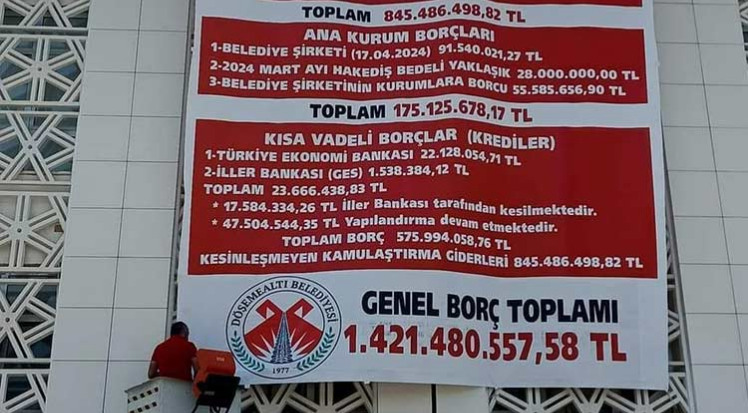 TOPLAM 845.486.498,82 TL
ANA KURUM BORÇLARI
1-BELEDİYE ŞİRKETİ (17.04.2024) 91.540.021,27 TL
2-2024 MART AYI HAKEDİŞ BEDELİ YAKLAŞIK 28.000.000,00 TL
3-BELEDİYE ŞİRKETİNİN KURUMLARA BORCU 55.585.656,90 TL
TOPLAM 175.125.678,17 TL
KISA VADELİ BORÇLAR (KREDİLER)
1-TÜRKİYE EKONOMİ BANKASI 22.128.054,71 TL
2-İLLER BANKASI (GES) 1.538.384,12 TL
TOPLAM 23.666.438,83 TL
* 17.584.334,26 TL İller Bankası tarafından kesilmektedir.
* 47.504.544,35 TL Yapılandırma devam etmektedir.
TOPLAM BORÇ 575.994.058,76 TL
KESİNLEŞMEYEN KAMULAŞTIRMA GİDERLERİ 845.486.498,82 TL
DÖŞEMEALTI BELEDİYESİ
1977
GENEL BORÇ TOPLAMI
1.421.480.557,58 TL